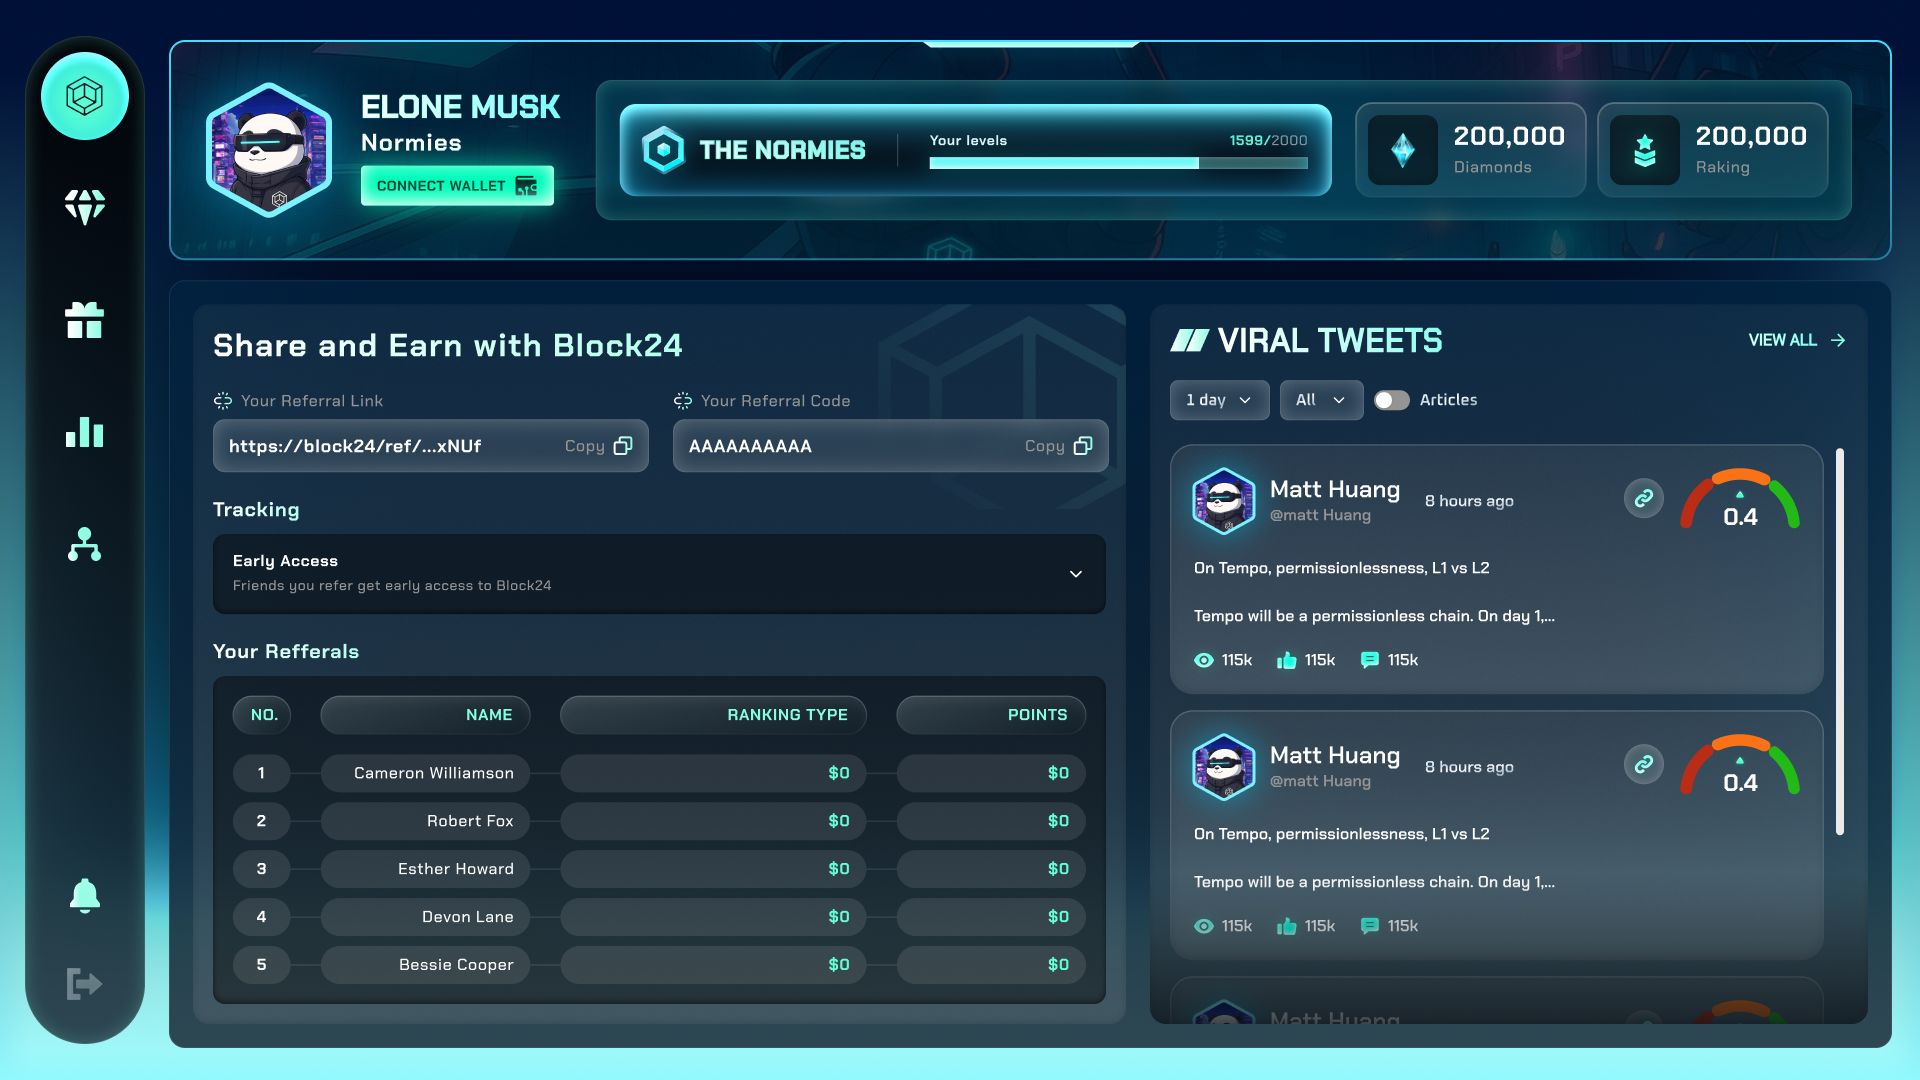 ELONE MUSK
Normies
CONNECT WALLET
THE NORMIES
Your levels
1599/2000
200,000
Diamonds
200,000
Raking
Share and Earn with Block24
Your Referral Link
https://block24/ref/...xNUf
Copy
Your Referral Code
AAAAAAAAAA
Copy
Tracking
Early Access
Friends you refer get early access to Block24
Your Refferals
NO. NAME RANKING TYPE POINTS
1 Cameron Williamson $0 $0
2 Robert Fox $0 $0
3 Esther Howard $0 $0
4 Devon Lane $0 $0
5 Bessie Cooper $0 $0
VIRAL TWEETS
VIEW ALL
1 day
All
Articles
Matt Huang
8 hours ago
@matt Huang
0.4
On Tempo, permissionlessness, L1 vs L2
Tempo will be a permissionless chain. On day 1,...
115k 115k 115k
Matt Huang
8 hours ago
@matt Huang
0.4
On Tempo, permissionlessness, L1 vs L2
Tempo will be a permissionless chain. On day 1,...
115k 115k 115k
Matt Huang